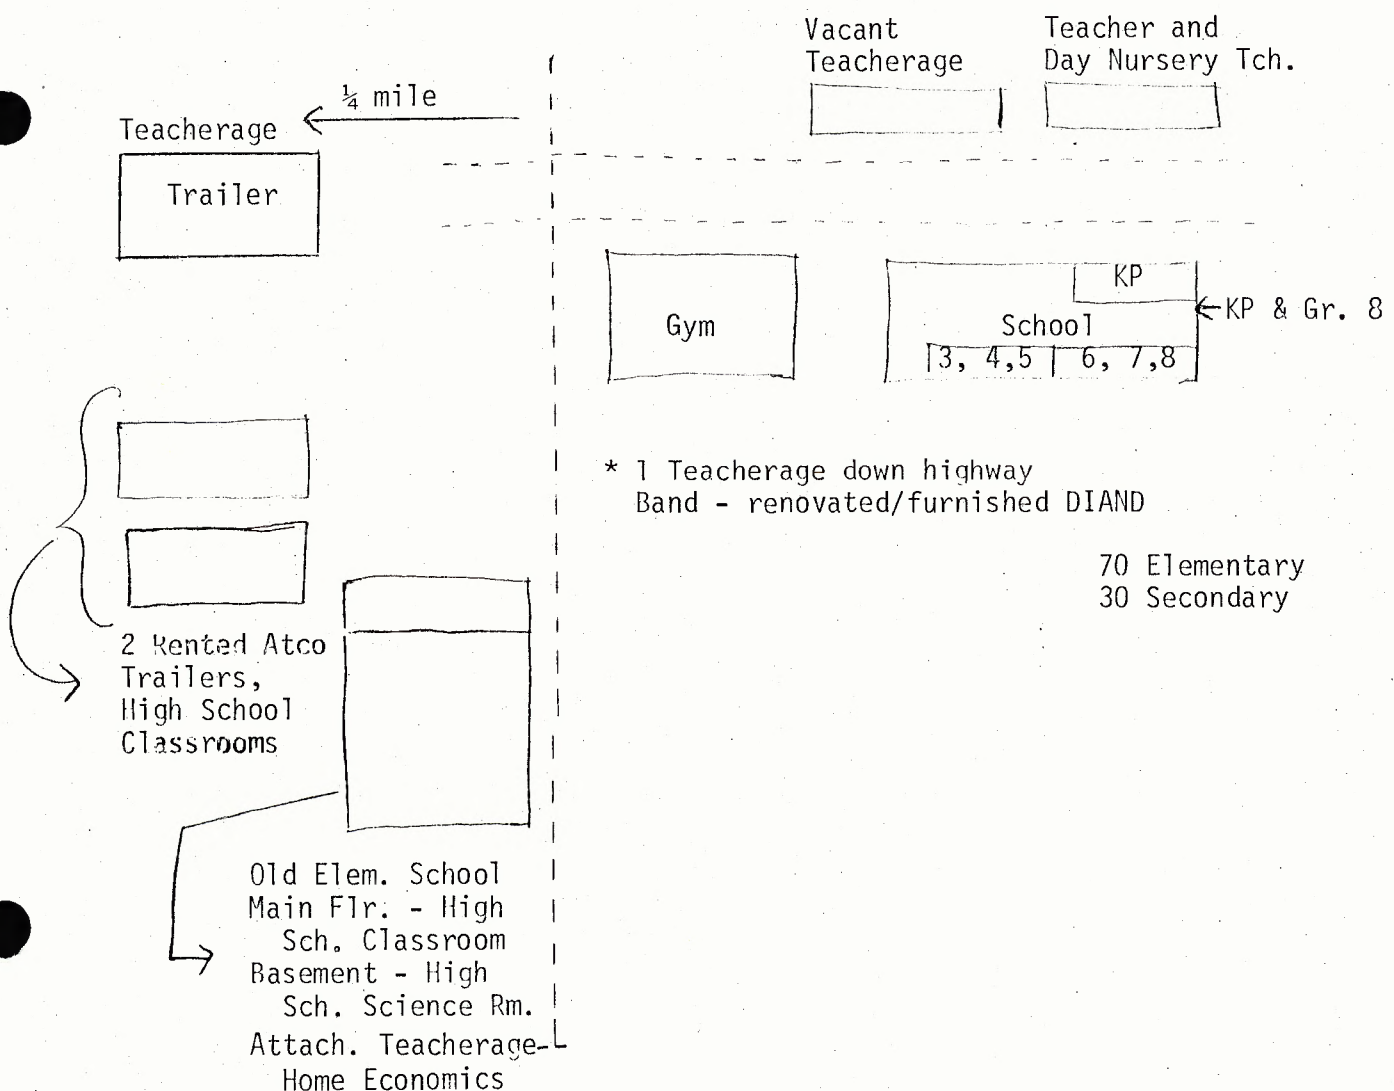 Vacant
Teacherage
Teacher and
Day Nursery Tch.
¼ mile
Teacherage
Trailer
Gym
KP
School
3, 4,5 6, 7,8
KP & Gr. 8
* 1 Teacherage down highway
Band - renovated/furnished DIAND
70 Elementary
30 Secondary
2 Rented Atco
Trailers,
High School
Classrooms
Old Elem. School
Main Flr. - High
Sch. Classroom
Basement - High
Sch. Science Rm.
Attach. Teacherage-
Home Economics